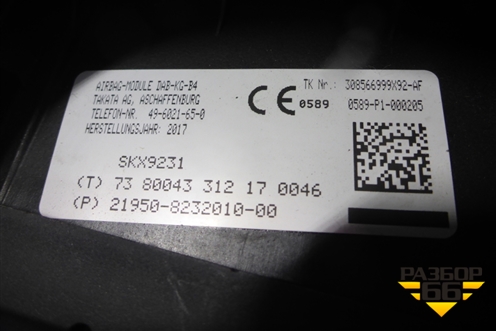 AIRBAG-MODULE DAB-KG-B4
TAKATA AG, ASCHAFFENBURG
TELEFON-NR. 49-6021-65-0
HERSTELLUNGSJAHR: 2017
CE 0589
TK Nr.: 308566999X92-AF
0589-P1-000205
SKX9231
(T) 73 80043 312 17 0046
(P) 21950-8232010-00
РАЗБОР
66